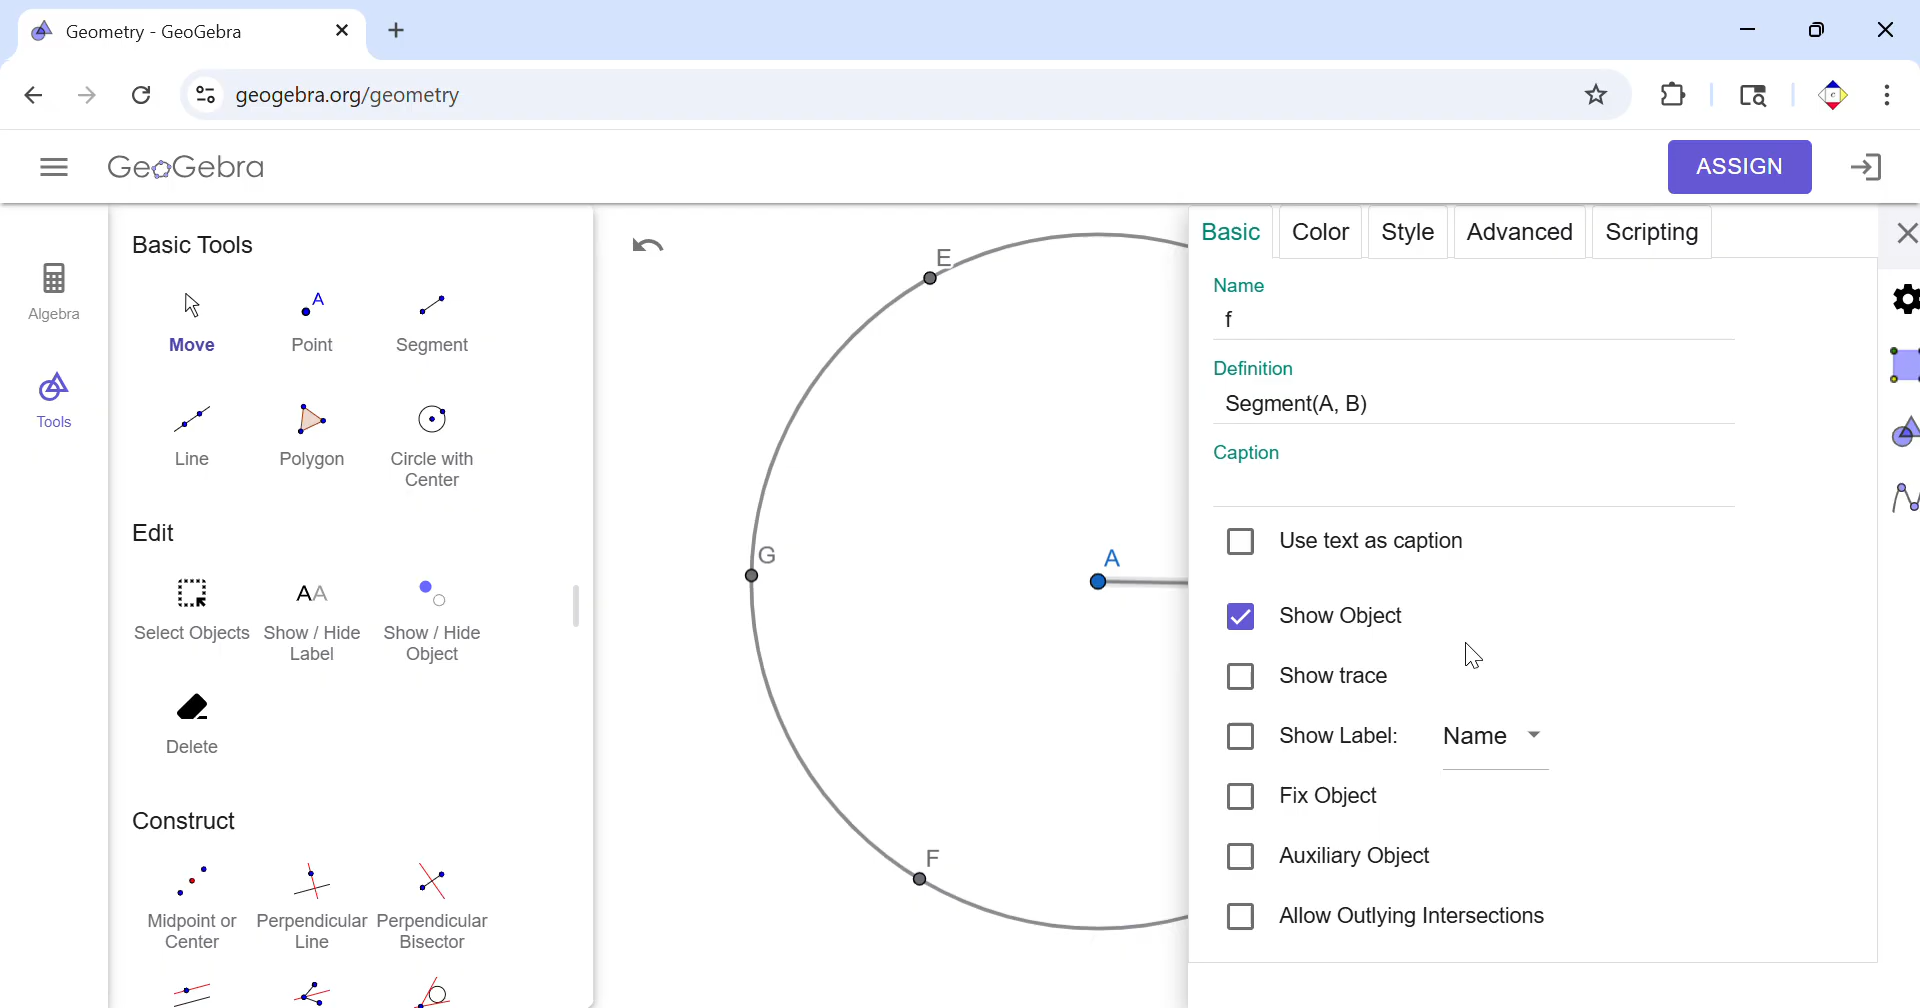 Geometry - GeoGebra
geogebra.org/geometry
GeoGebra
ASSIGN
Algebra
Tools
Basic Tools
Move
Point
Segment
Line
Polygon
Circle with
Center
Edit
Select Objects
Show / Hide
Label
Show / Hide
Object
Delete
Construct
Midpoint or
Center
Perpendicular
Line
Perpendicular
Bisector
E
G
A
F
Basic
Color
Style
Advanced
Scripting
Name
f
Definition
Segment(A, B)
Caption
Use text as caption
Show Object
Show trace
Show Label: Name
Fix Object
Auxiliary Object
Allow Outlying Intersections